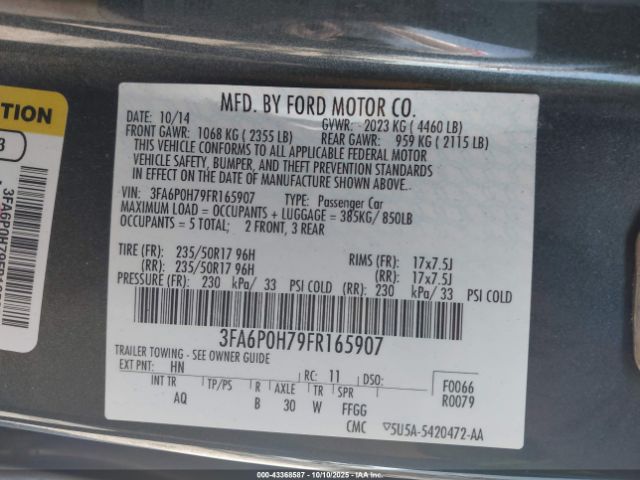 TION
3
3FA6P0H79FR165907
MFD. BY FORD MOTOR CO.
DATE: 10/14 GVWR: 2023 KG ( 4460 LB)
FRONT GAWR: 1068 KG ( 2355 LB) REAR GAWR: 959 KG ( 2115 LB)
THIS VEHICLE CONFORMS TO ALL APPLICABLE FEDERAL MOTOR
VEHICLE SAFETY, BUMPER, AND THEFT PREVENTION STANDARDS
IN EFFECT ON THE DATE OF MANUFACTURE SHOWN ABOVE.
VIN: 3FA6P0H79FR165907 TYPE: Passenger Car
MAXIMUM LOAD = OCCUPANTS + LUGGAGE = 385KG/ 850LB
OCCUPANTS = 5 TOTAL; 2 FRONT, 3 REAR
TIRE (FR): 235/50R17 96H RIMS (FR): 17x7.5J
(RR): 235/50R17 96H (RR): 17x7.5J
PRESSURE (FR): 230 kPa/ 33 PSI COLD (RR): 230 kPa/ 33 PSI COLD
3FA6P0H79FR165907
TRAILER TOWING - SEE OWNER GUIDE
EXT PNT: HN RC: 11 DSO: F0066
INT TR TP/PS R AXLE TR SPR R0079
AQ B 30 W FFGG
CMC 5U5A-5420472-AA
000-43368587 10/10/2025